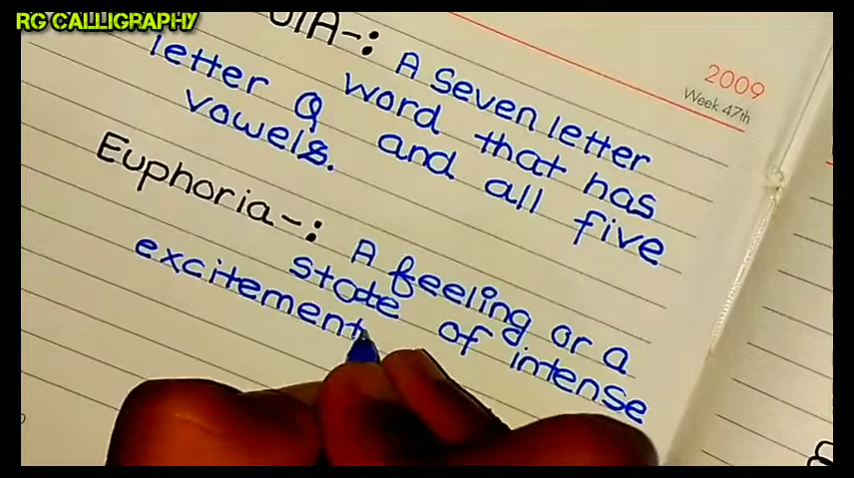 RG CALLIGRAPHY
2009
Week 47th
A seven letter
word that has
letter Q and all five
vowels.
Euphoria-: A feeling or a
state of intense
excitement